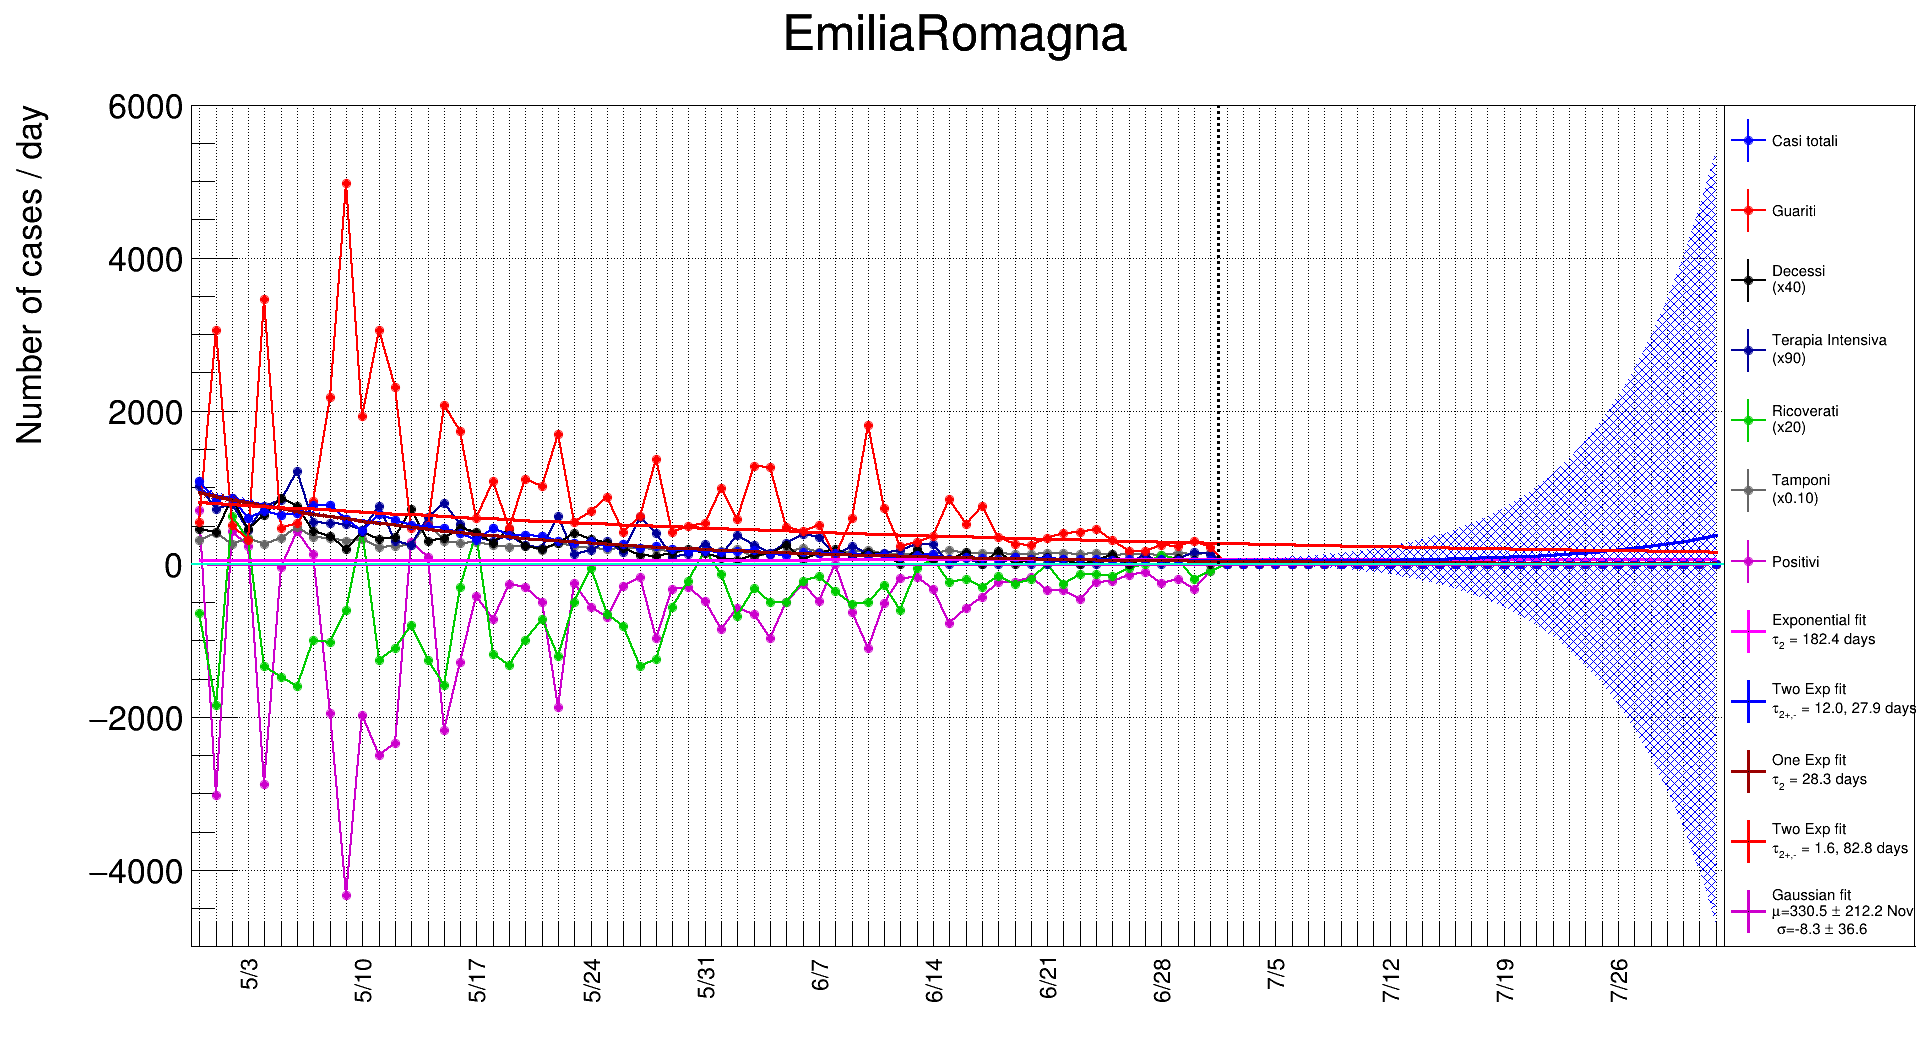 EmiliaRomagna
Number of cases / day
6000
4000
2000
0
−2000
−4000
5/3
5/10
5/17
5/24
5/31
6/7
6/14
6/21
6/28
7/5
7/12
7/19
7/26
Casi totali
Guariti
Decessi
(x40)
Terapia Intensiva
(x90)
Ricoverati
(x20)
Tamponi
(x0.10)
Positivi
Exponential fit
τ2 = 182.4 days
Two Exp fit
τ2+,- = 12.0, 27.9 days
One Exp fit
τ2 = 28.3 days
Two Exp fit
τ2+,- = 1.6, 82.8 days
Gaussian fit
μ=330.5 ± 212.2 Nov
σ=-8.3 ± 36.6